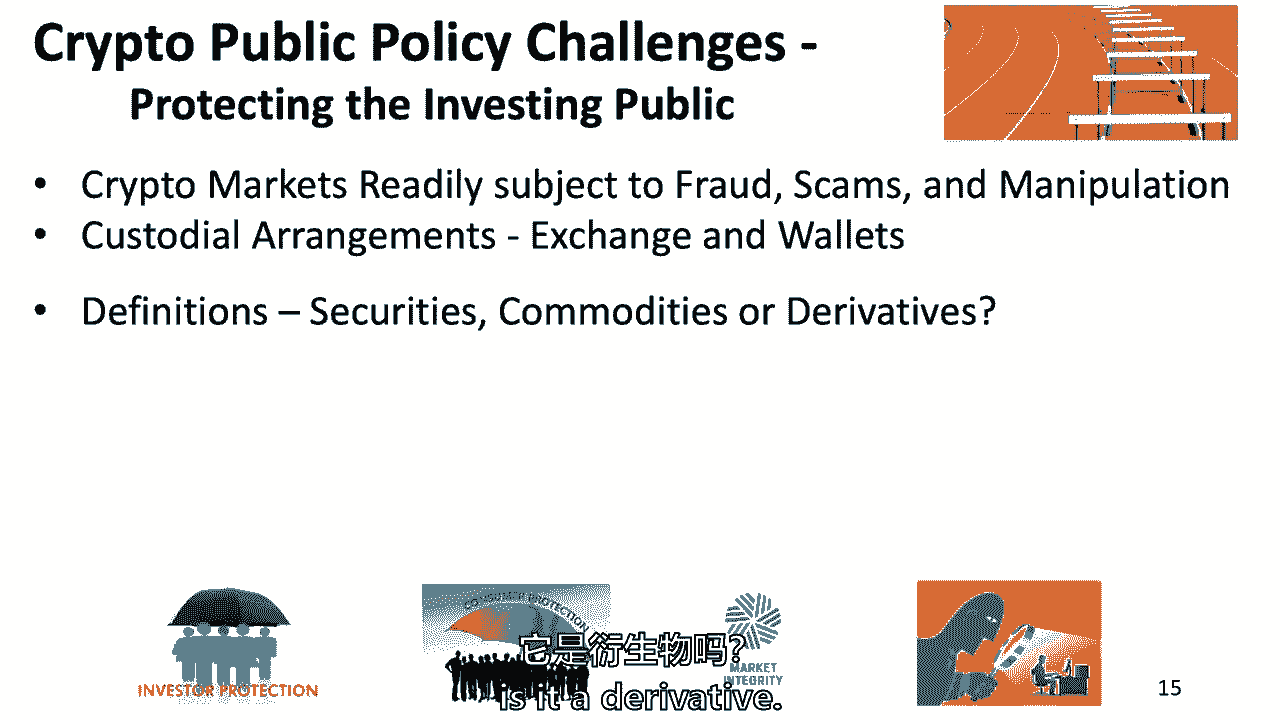 Crypto Public Policy Challenges -
Protecting the Investing Public
• Crypto Markets Readily subject to Fraud, Scams, and Manipulation
• Custodial Arrangements - Exchange and Wallets
• Definitions – Securities, Commodities or Derivatives?
CONSUMER PROTECTION
它是衍生物吗?
MARKET
INTEGRITY
INVESTOR PROTECTION
is it a derivative.
15